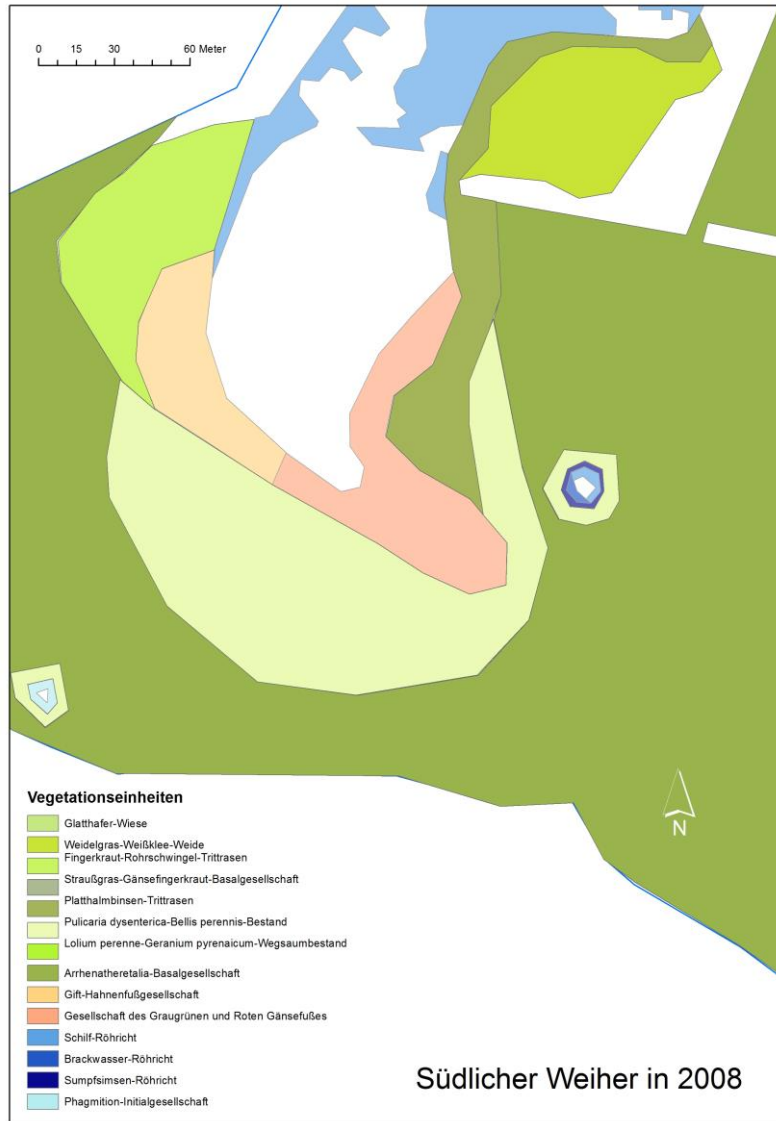 0 15 30 60 Meter
N
Vegetationseinheiten
Glatthafer-Wiese
Weidelgras-Weißklee-Weide
Fingerkraut-Rohrschwingel-Trittrasen
Straußgras-Gänsefingerkraut-Basalgesellschaft
Platthalmbinsen-Trittrasen
Pulicaria dysenterica-Bellis perennis-Bestand
Lolium perenne-Geranium pyrenaicum-Wegsaumbestand
Arrhenatheretalia-Basalgesellschaft
Gift-Hahnenfußgesellschaft
Gesellschaft des Graugrünen und Roten Gänsefußes
Schilf-Röhricht
Brackwasser-Röhricht
Sumpfsimsen-Röhricht
Phagmition-Initialgesellschaft
Südlicher Weiher in 2008